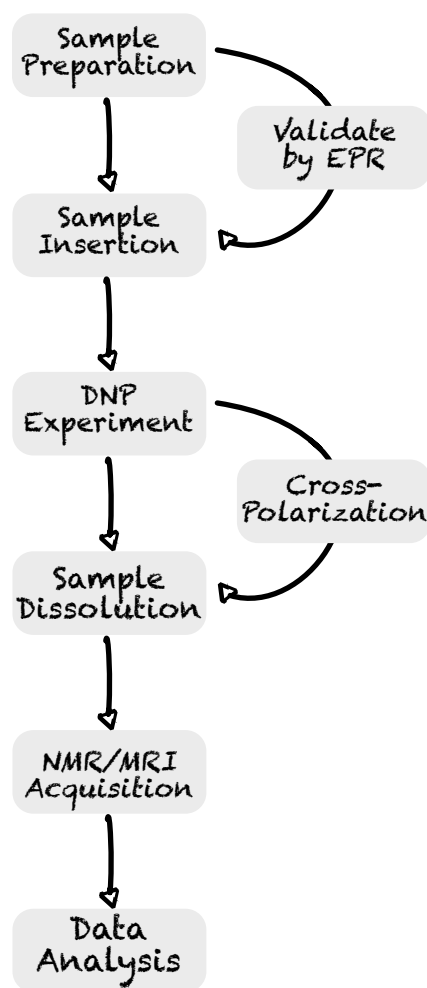 Sample
Preparation
Validate
by EPR
Sample
Insertion
DNP
Experiment
Cross-
Polarization
Sample
Dissolution
NMR/MRI
Acquisition
Data
Analysis